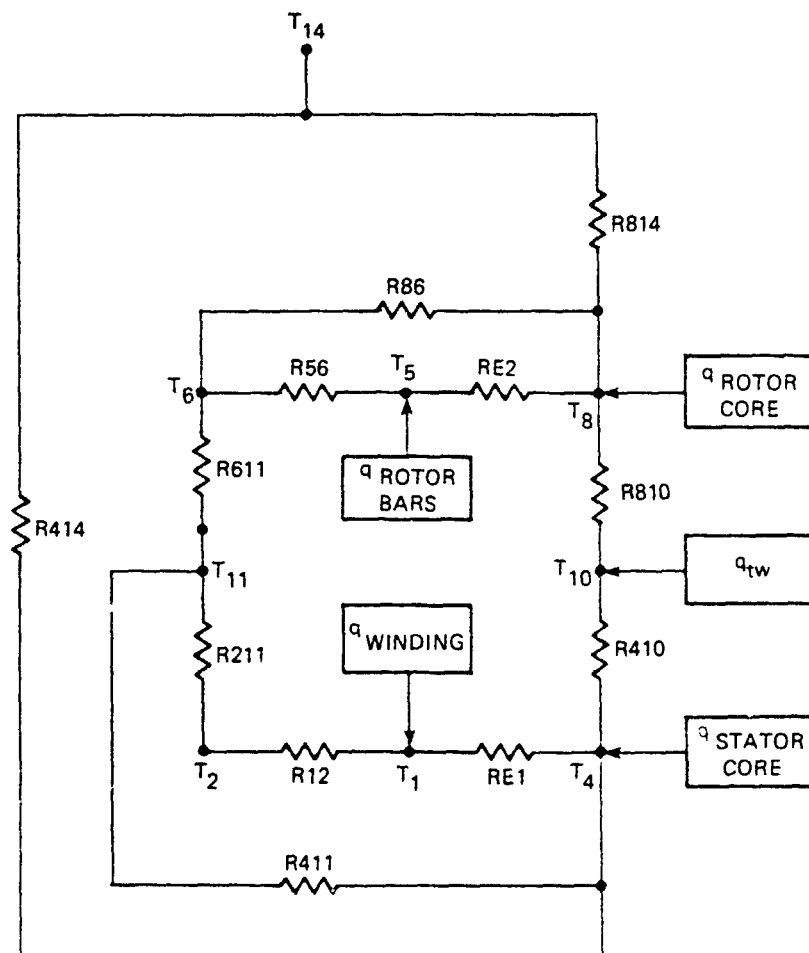 T14
R814
R86
T5
R56
RE2
T6
T8
q ROTOR
CORE
R611
q ROTOR
BARS
R810
R414
T11
T10
qtw
q WINDING
R211
R410
T2
R12
T1
RE1
T4
q STATOR
CORE
R411